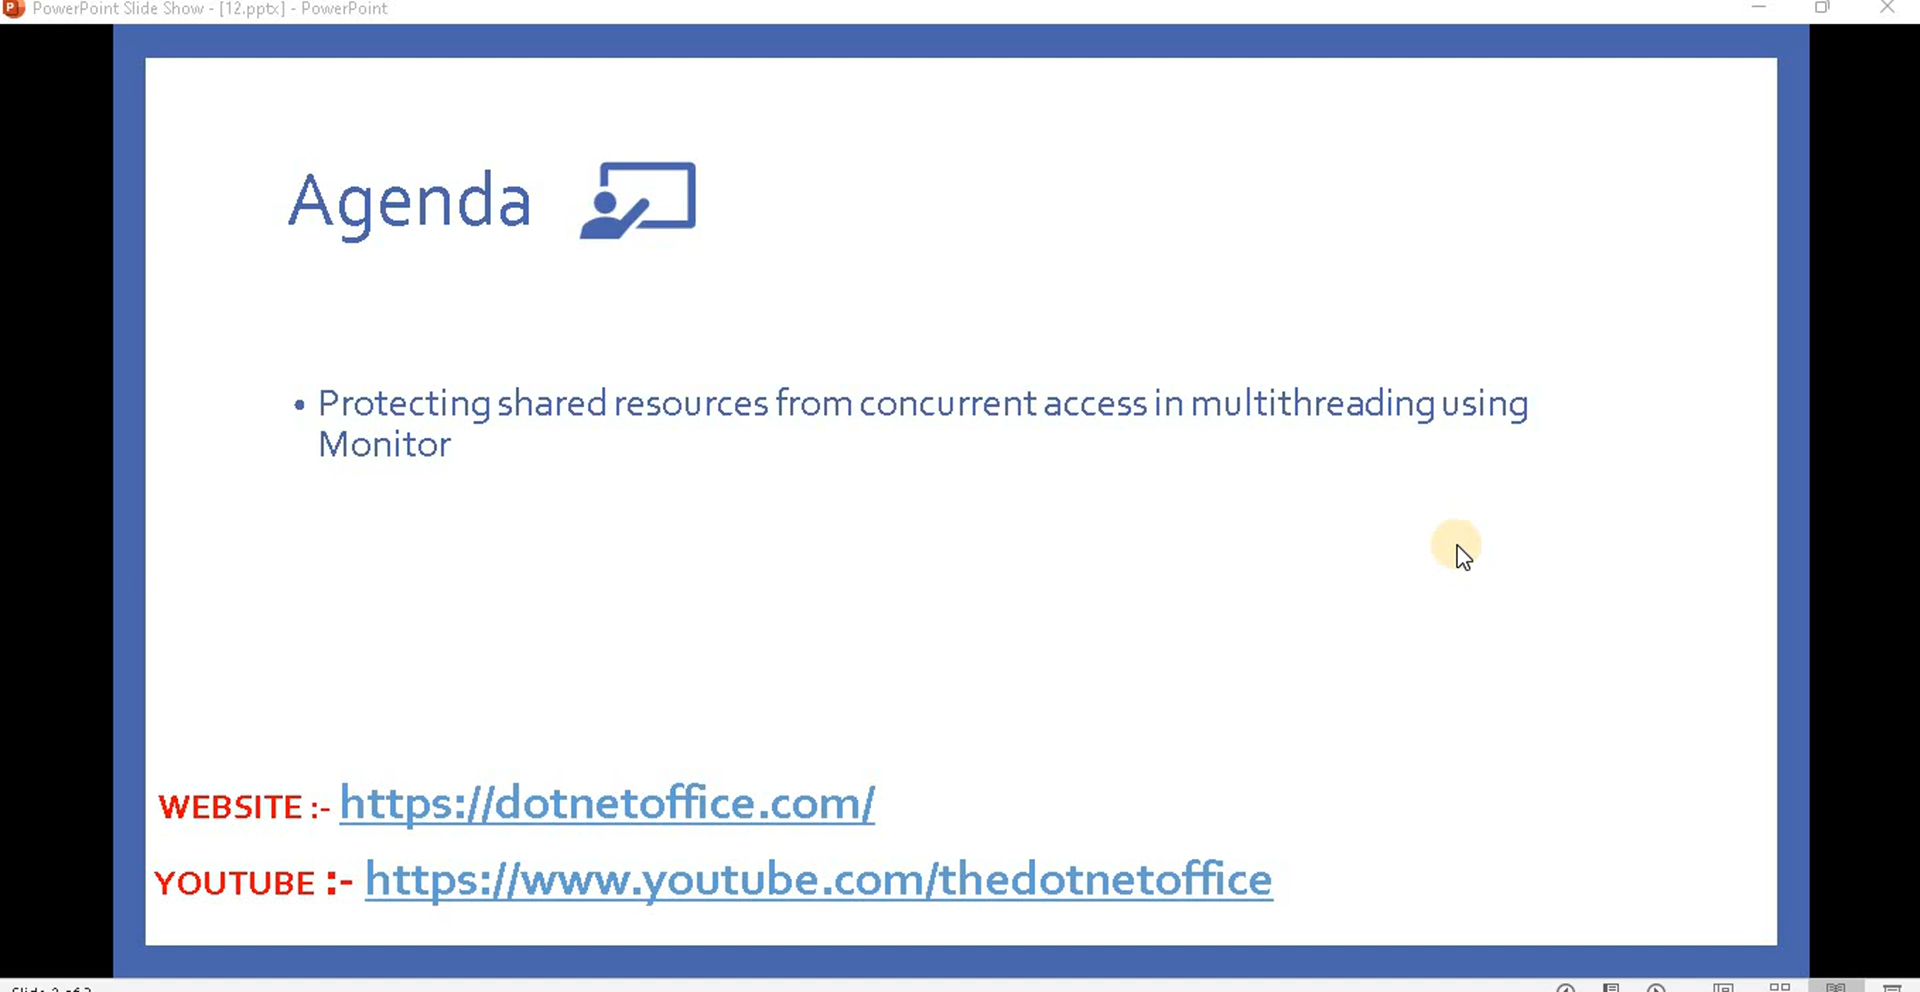 PowerPoint Slide Show - [12.pptx] - PowerPoint
Agenda
• Protecting shared resources from concurrent access in multithreading using
Monitor
WEBSITE :- https://dotnetoffice.com/
YOUTUBE :- https://www.youtube.com/thedotnetoffice